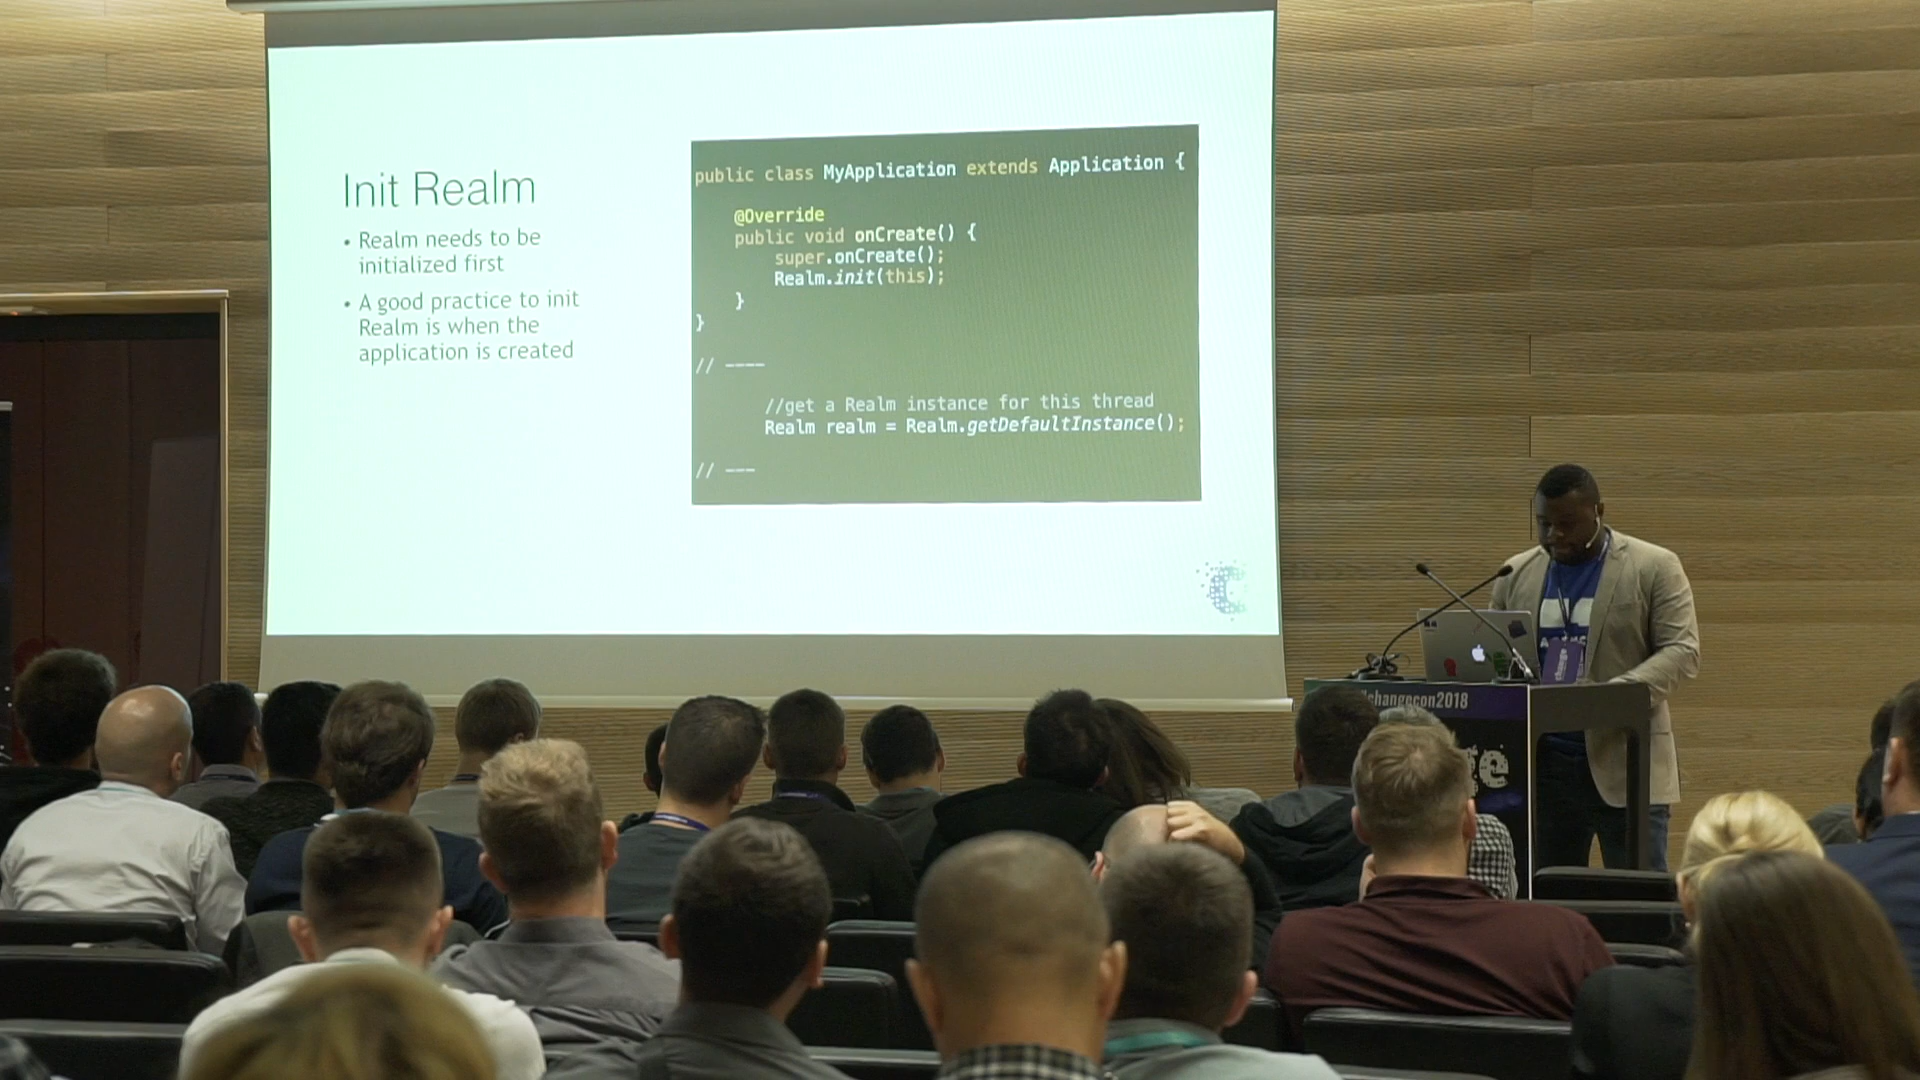 Init Realm
• Realm needs to be
initialized first
• A good practice to init
Realm is when the
application is created
public class MyApplication extends Application {
@Override
public void onCreate() {
super.onCreate();
Realm.init(this);
}
}
// ----
//get a Realm instance for this thread
Realm realm = Realm.getDefaultInstance();
// ---
changecon2018